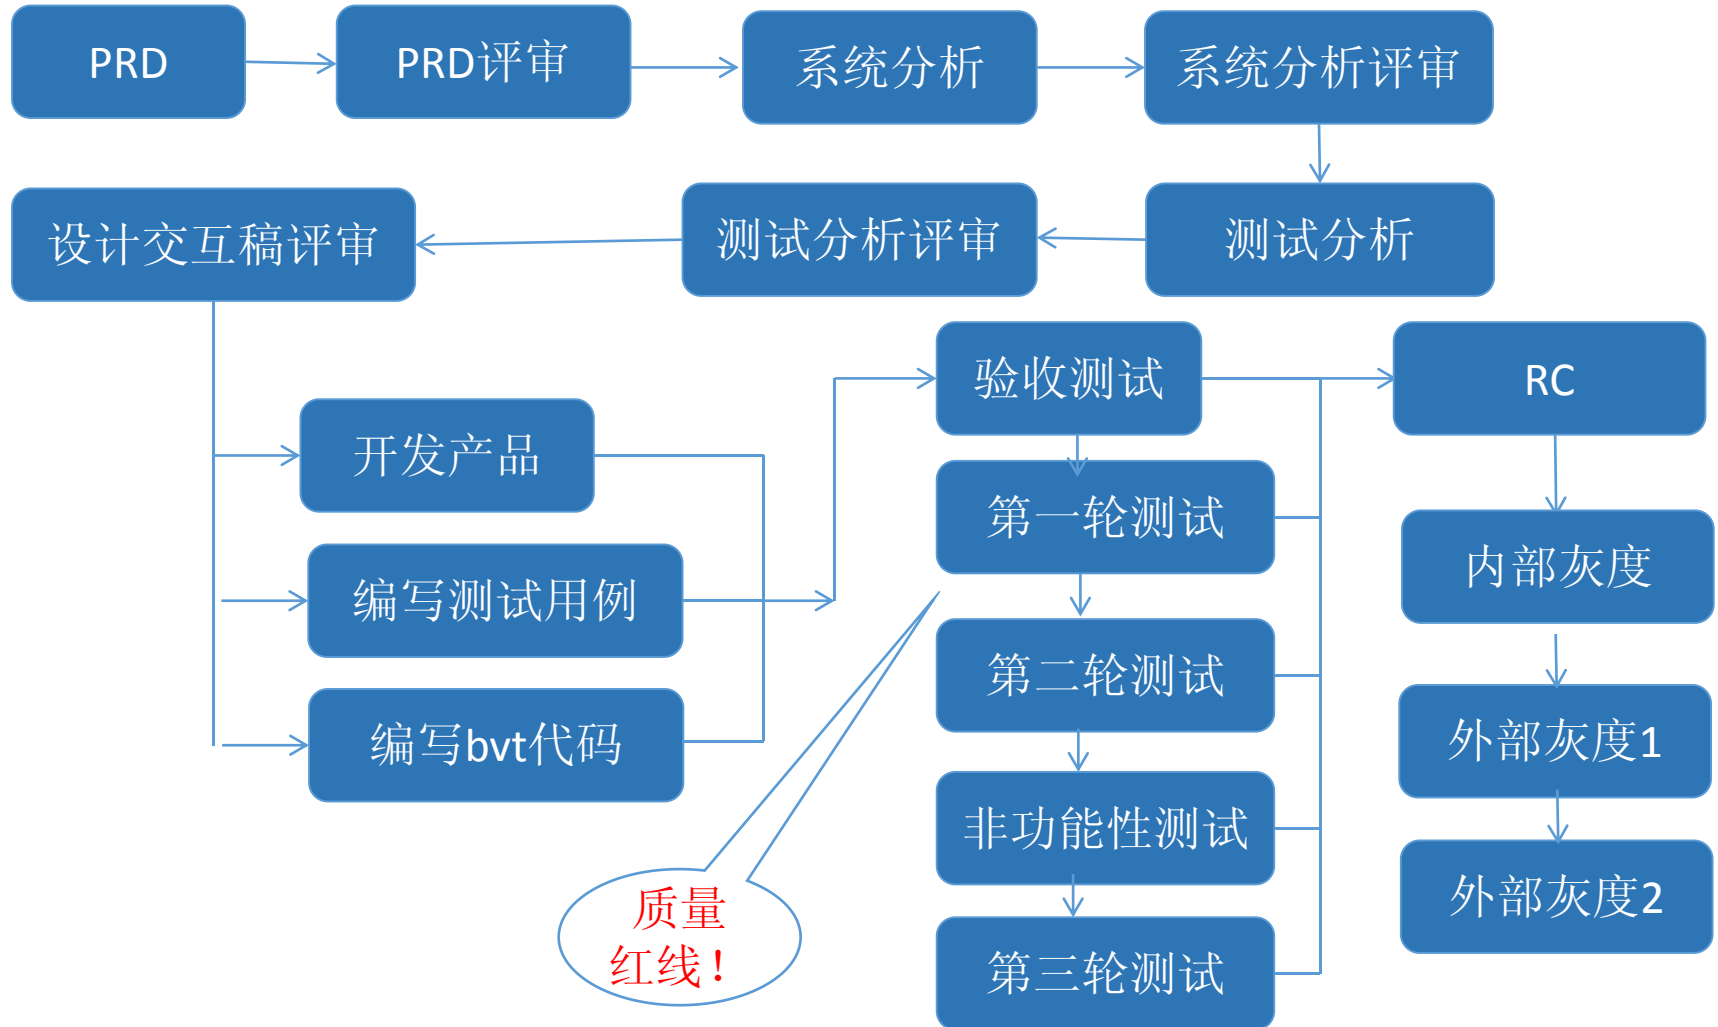 PRD
PRD评审
系统分析
系统分析评审
设计交互稿评审
测试分析评审
测试分析
验收测试
RC
开发产品
第一轮测试
内部灰度
编写测试用例
第二轮测试
外部灰度1
编写bvt代码
非功能性测试
外部灰度2
质量
红线！
第三轮测试